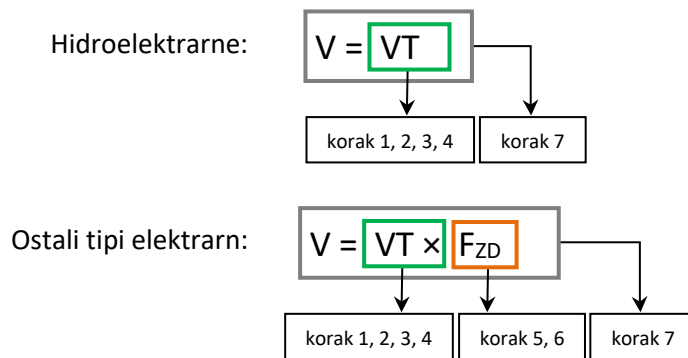 Hidroelektrarne:
V = VT
korak 1, 2, 3, 4
korak 7
Ostali tipi elektrarn:
V = VT × FZD
korak 1, 2, 3, 4
korak 5, 6
korak 7